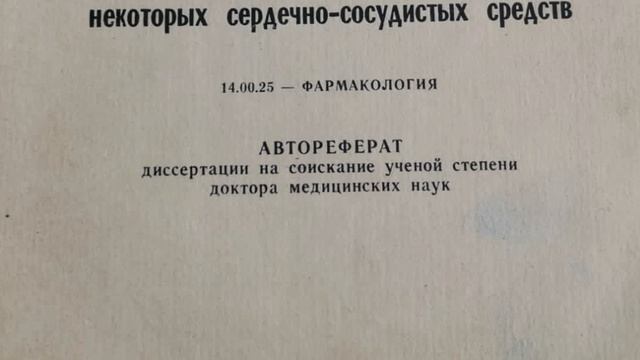 некоторых сердечно-сосудистых средств
14.00.25 — ФАРМАКОЛОГИЯ
АВТОРЕФЕРАТ
диссертации на соискание ученой степени
доктора медицинских наук